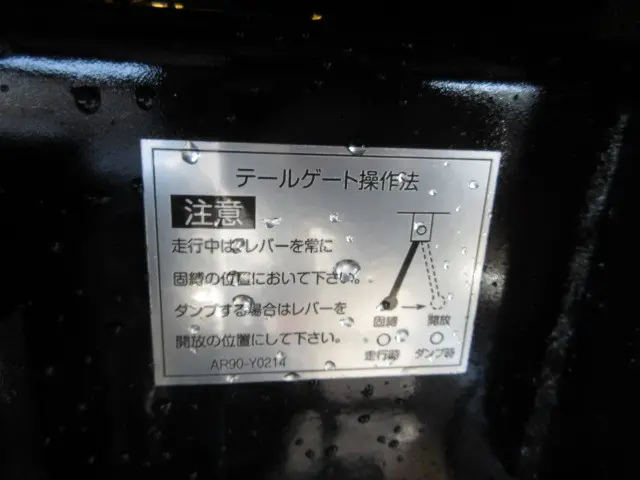 テールゲート操作法
注意
走行中はレバーを常に
固縛の位置において下さい。
ダンプする場合はレバーを
開放の位置にして下さい。
AR90-Y0214
固縛 → 開放
○ ○
走行時 ダンプ時